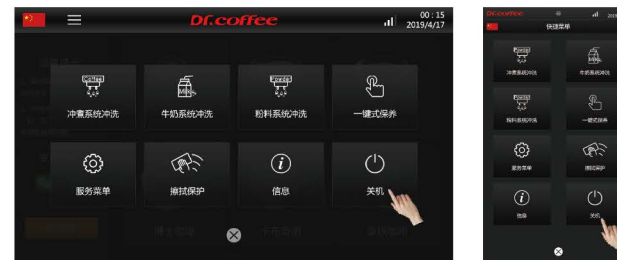 Dr.coffee
00 : 15
2019/4/17
Coffee
Milk
Powder
冲煮系统冲洗
牛奶系统冲洗
粉料系统冲洗
一键式保养
服务菜单
擦拭保护
信息
关机
Dr.coffee
2019
快捷菜单
冲煮系统冲洗
牛奶系统冲洗
粉料系统冲洗
一键式保养
服务菜单
擦拭保护
信息
关机